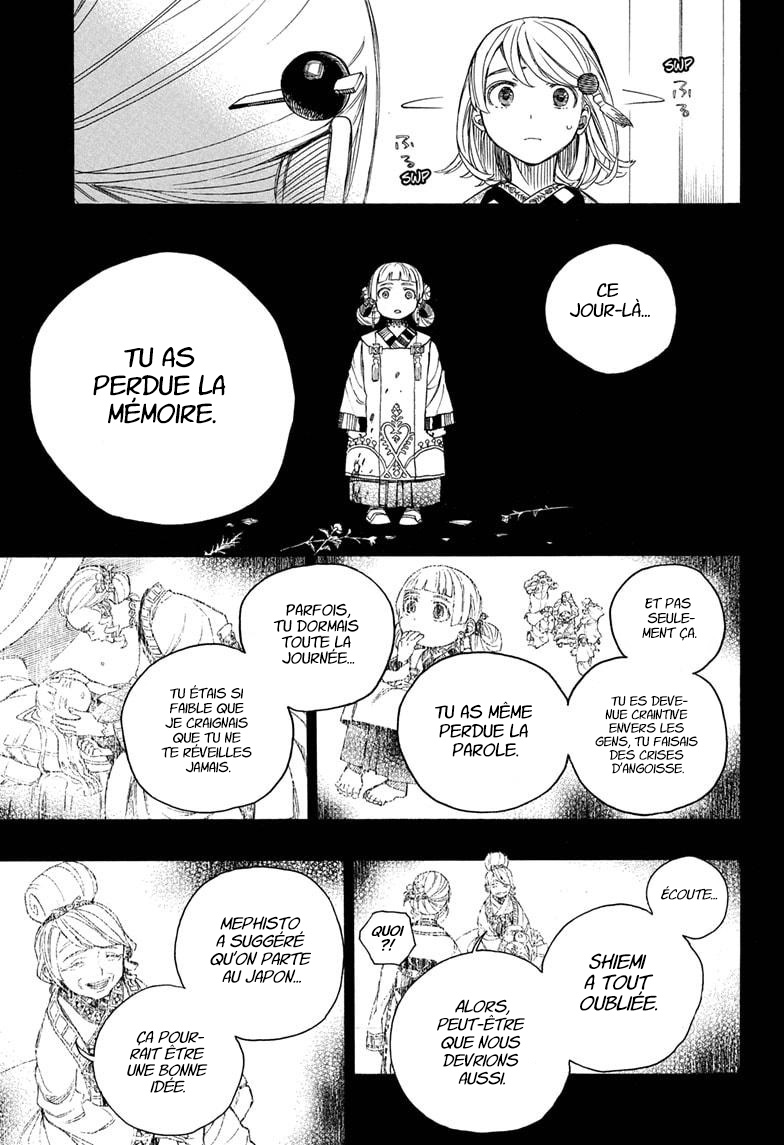 SWP
ふる
ふる
SWP
CE
JOUR-LÀ...
TU AS
PERDUE LA
MÉMOIRE.
ET PAS
SEULE-
MENT ÇA.
TU ES DEVE-
NUE CRAINTIVE
ENVERS LES
GENS, TU FAISAIS
DES CRISES
D'ANGOISSE.
TU AS MÊME
PERDUE LA
PAROLE.
PARFOIS,
TU DORMAIS
TOUTE LA
JOURNÉE...
TU ÉTAIS SI
FAIBLE QUE
JE CRAIGNAIS
QUE TU NE
TE RÉVEILLES
JAMAIS.
ÉCOUTE...
SHIEMI
A TOUT
OUBLIÉE.
QUOI
?!
ALORS,
PEUT-ÊTRE
QUE NOUS
DEVRIONS
AUSSI.
MEPHISTO
A SUGGÉRÉ
QU'ON PARTE
AU JAPON...
ÇA POUR-
RAIT ÊTRE
UNE BONNE
IDÉE.